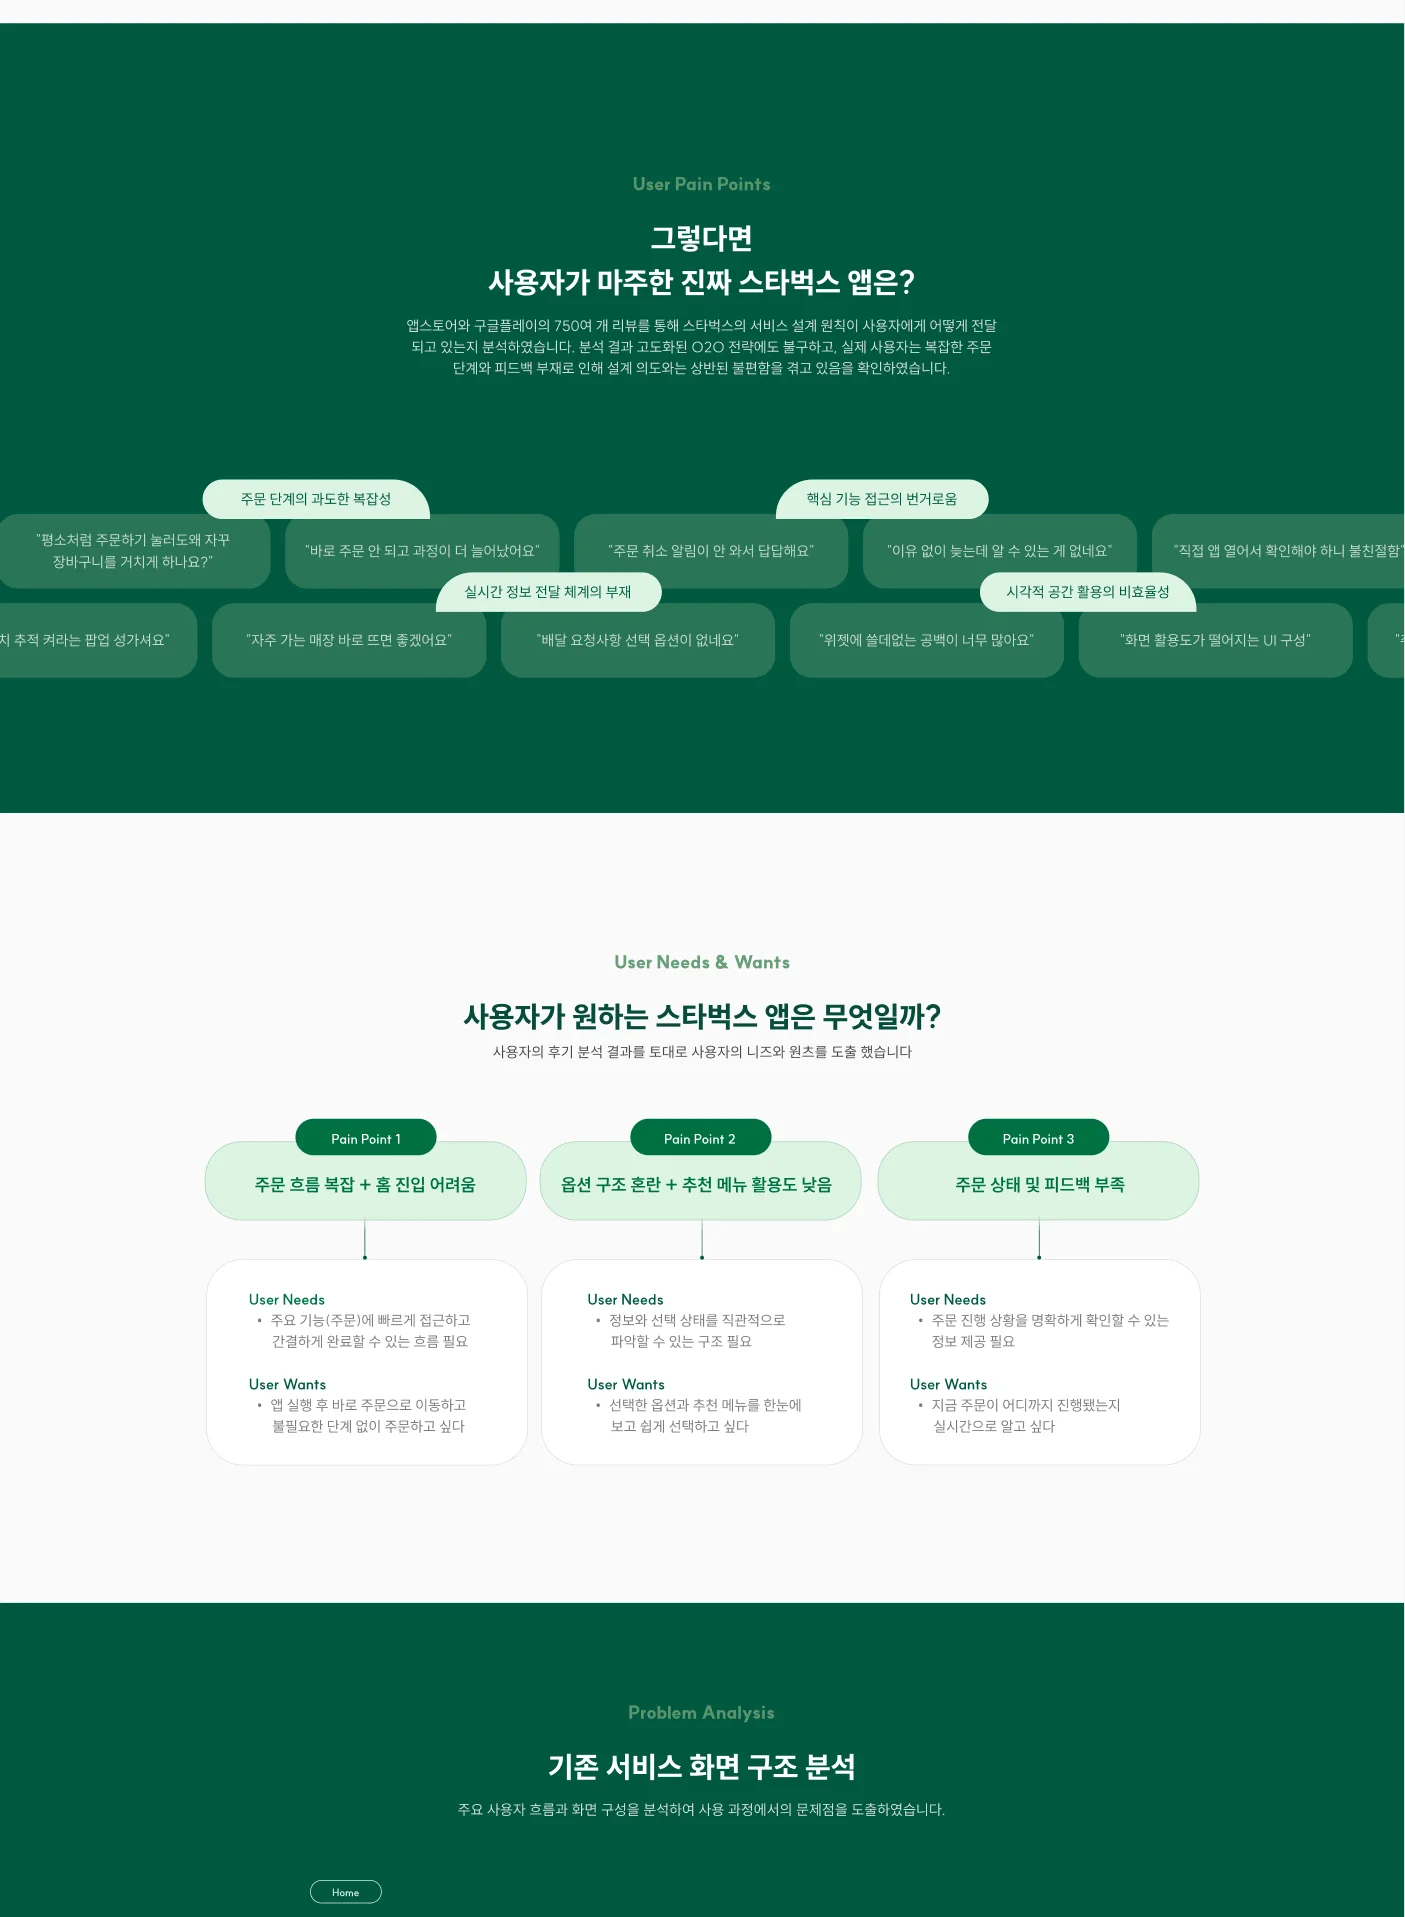 User Pain Points
그렇다면
사용자가 마주한 진짜 스타벅스 앱은?
앱스토어와 구글플레이의 750여 개 리뷰를 통해 스타벅스의 서비스 설계 원칙이 사용자에게 어떻게 전달
되고 있는지 분석하였습니다. 분석 결과 고도화된 O2O 전략에도 불구하고, 실제 사용자는 복잡한 주문
단계와 피드백 부재로 인해 설계 의도와는 상반된 불편함을 겪고 있음을 확인하였습니다.
주문 단계의 과도한 복잡성
핵심 기능 접근의 번거로움
"평소처럼 주문하기 눌러도왜 자꾸
장바구니를 거치게 하나요?"
"바로 주문 안 되고 과정이 더 늘어났어요"
"주문 취소 알림이 안 와서 답답해요"
"이유 없이 늦는데 알 수 있는 게 없네요"
"직접 앱 열어서 확인해야 하니 불친절함"
실시간 정보 전달 체계의 부재
시각적 공간 활용의 비효율성
치 추적 켜라는 팝업 성가셔요"
"자주 가는 매장 바로 뜨면 좋겠어요"
"배달 요청사항 선택 옵션이 없네요"
"위젯에 쓸데없는 공백이 너무 많아요"
"화면 활용도가 떨어지는 UI 구성"
User Needs & Wants
사용자가 원하는 스타벅스 앱은 무엇일까?
사용자의 후기 분석 결과를 토대로 사용자의 니즈와 원츠를 도출 했습니다
Pain Point 1
주문 흐름 복잡 + 홈 진입 어려움
User Needs
• 주요 기능(주문)에 빠르게 접근하고
간결하게 완료할 수 있는 흐름 필요
User Wants
• 앱 실행 후 바로 주문으로 이동하고
불필요한 단계 없이 주문하고 싶다
Pain Point 2
옵션 구조 혼란 + 추천 메뉴 활용도 낮음
User Needs
• 정보와 선택 상태를 직관적으로
파악할 수 있는 구조 필요
User Wants
• 선택한 옵션과 추천 메뉴를 한눈에
보고 쉽게 선택하고 싶다
Pain Point 3
주문 상태 및 피드백 부족
User Needs
• 주문 진행 상황을 명확하게 확인할 수 있는
정보 제공 필요
User Wants
• 지금 주문이 어디까지 진행됐는지
실시간으로 알고 싶다
Problem Analysis
기존 서비스 화면 구조 분석
주요 사용자 흐름과 화면 구성을 분석하여 사용 과정에서의 문제점을 도출하였습니다.
Home